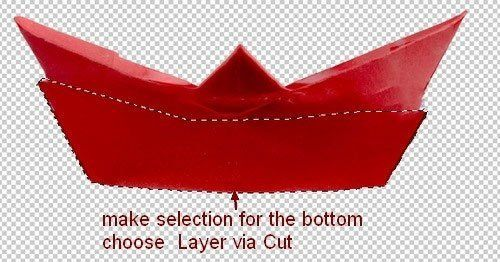 make selection for the bottom
choose  Layer via Cut